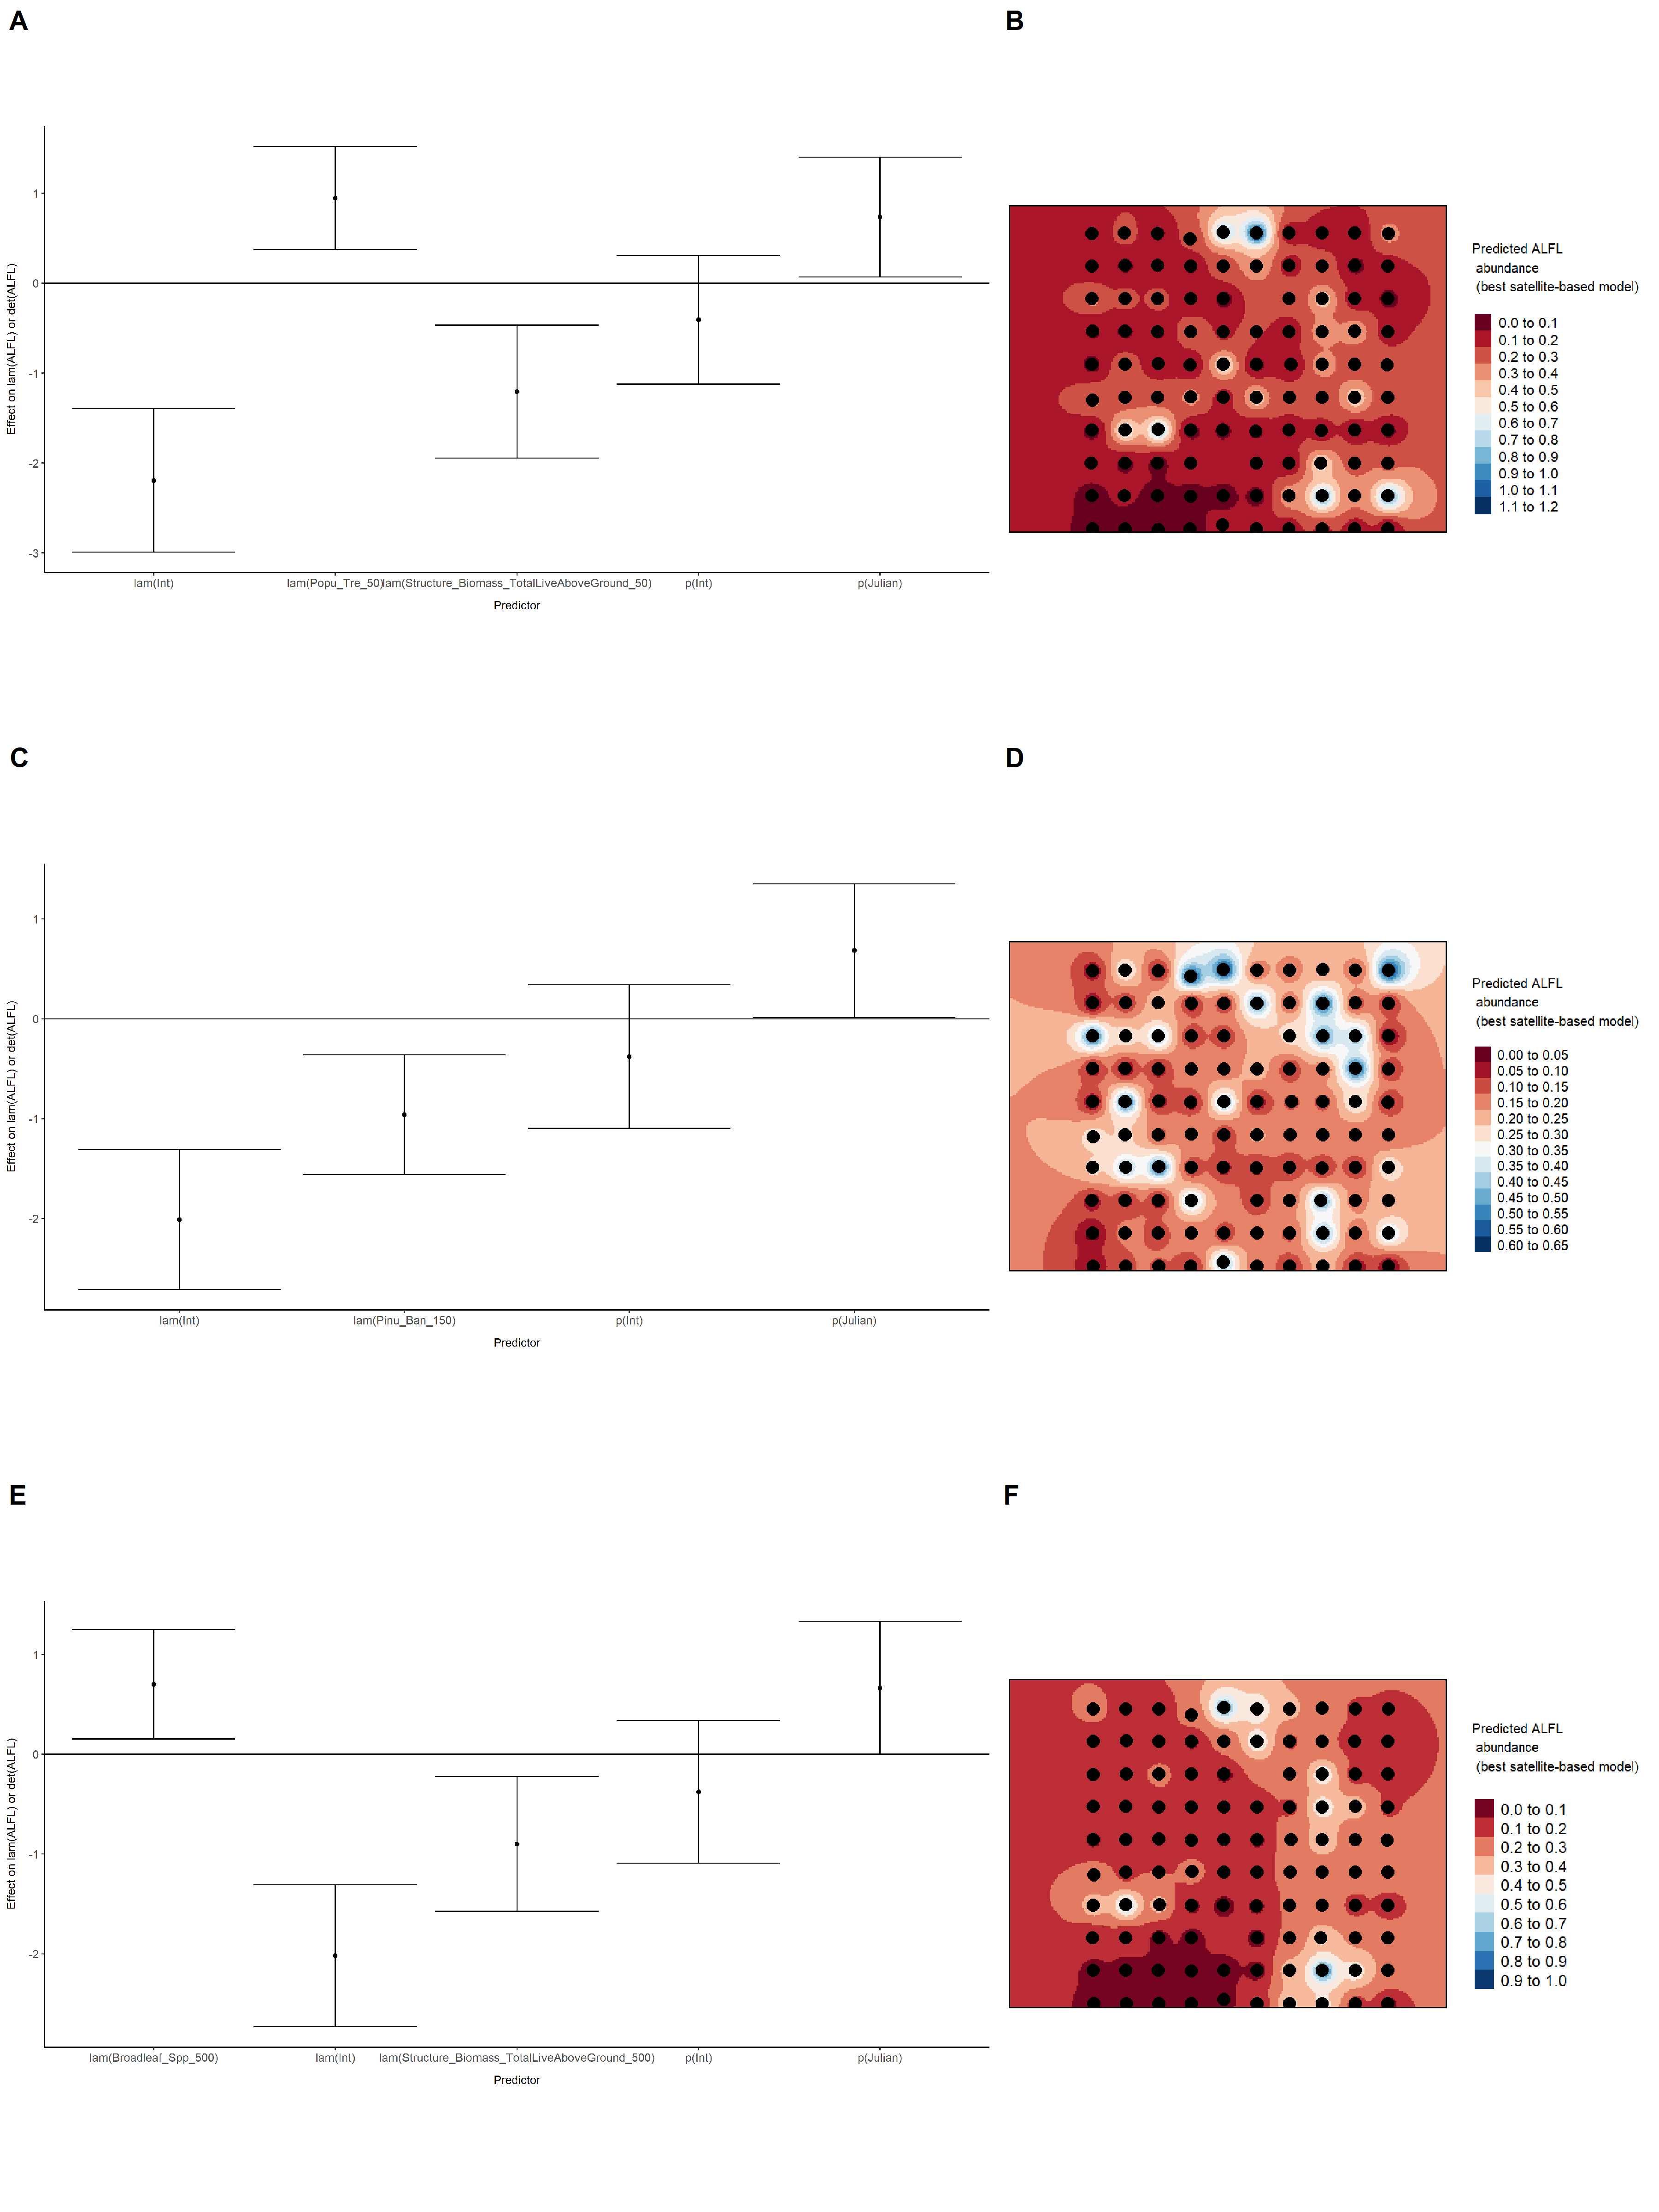 A
Effect on lam(ALFL) or det(ALFL)
1
0
-1
-2
-3
lam(Int)
lam(Popu_Tre_50)
lam(Structure_Biomass_TotalLiveAboveGround_50)
p(Int)
p(Julian)
Predictor
B
Predicted ALFL
abundance
(best satellite-based model)
0.0 to 0.1
0.1 to 0.2
0.2 to 0.3
0.3 to 0.4
0.4 to 0.5
0.5 to 0.6
0.6 to 0.7
0.7 to 0.8
0.8 to 0.9
0.9 to 1.0
1.0 to 1.1
1.1 to 1.2
C
Effect on lam(ALFL) or det(ALFL)
1
0
-1
-2
lam(Int)
lam(Pinu_Ban_150)
p(Int)
p(Julian)
Predictor
D
Predicted ALFL
abundance
(best satellite-based model)
0.00 to 0.05
0.05 to 0.10
0.10 to 0.15
0.15 to 0.20
0.20 to 0.25
0.25 to 0.30
0.30 to 0.35
0.35 to 0.40
0.40 to 0.45
0.45 to 0.50
0.50 to 0.55
0.55 to 0.60
0.60 to 0.65
E
Effect on lam(ALFL) or det(ALFL)
1
0
-1
-2
lam(Broadleaf_Spp_500)
lam(Int)
lam(Structure_Biomass_TotalLiveAboveGround_500)
p(Int)
p(Julian)
Predictor
F
Predicted ALFL
abundance
(best satellite-based model)
0.0 to 0.1
0.1 to 0.2
0.2 to 0.3
0.3 to 0.4
0.4 to 0.5
0.5 to 0.6
0.6 to 0.7
0.7 to 0.8
0.8 to 0.9
0.9 to 1.0